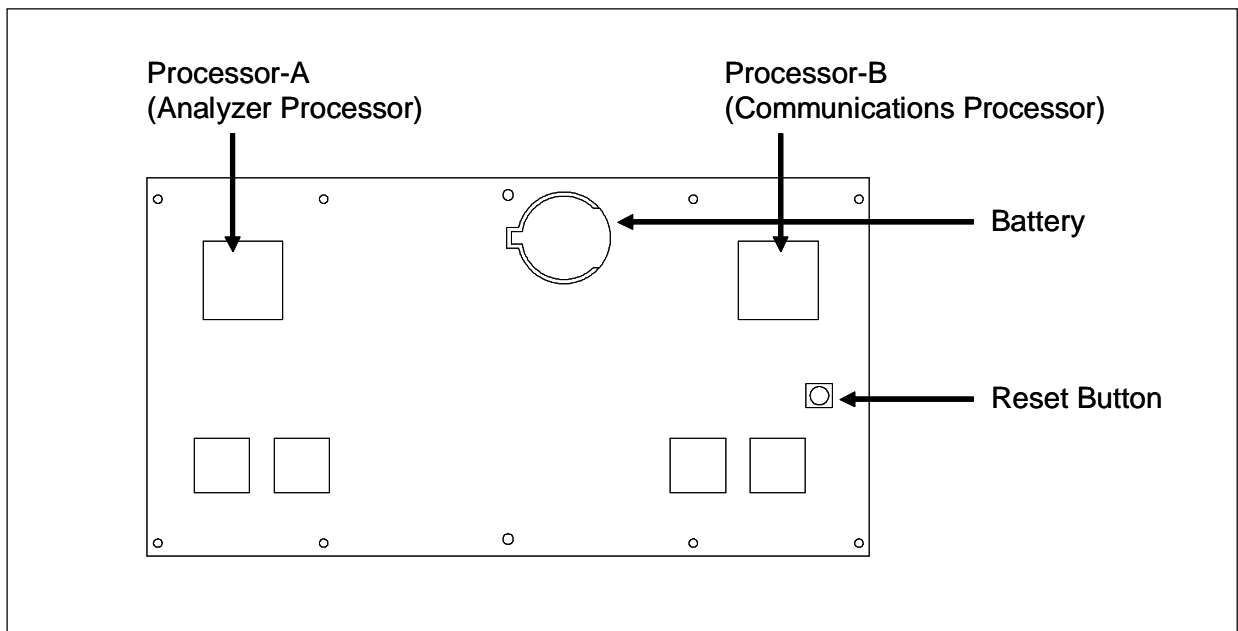 Processor-A
(Analyzer Processor)
Processor-B
(Communications Processor)
Battery
Reset Button